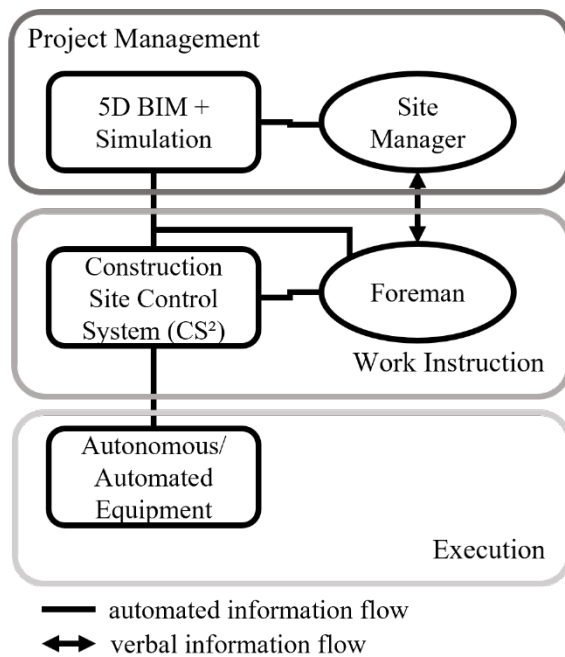 Project Management
5D BIM +
Simulation
Site
Manager
Construction
Site Control
System (CS²)
Foreman
Work Instruction
Autonomous/
Automated
Equipment
Execution
automated information flow
verbal information flow